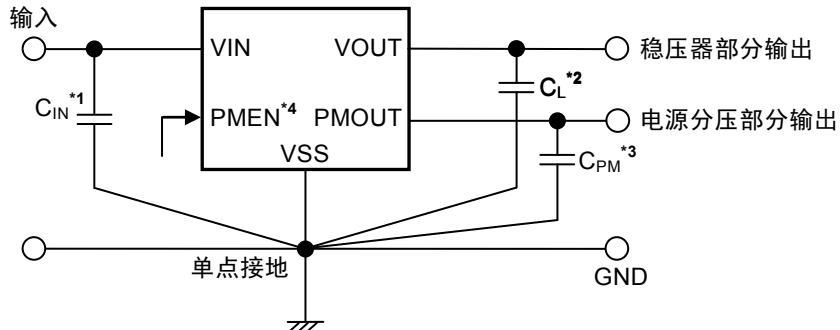 输入
VIN
VOUT
稳压器部分输出
CIN*1
CL*2
PMEN*4
PMOUT
电源分压部分输出
VSS
CPM*3
单点接地
GND